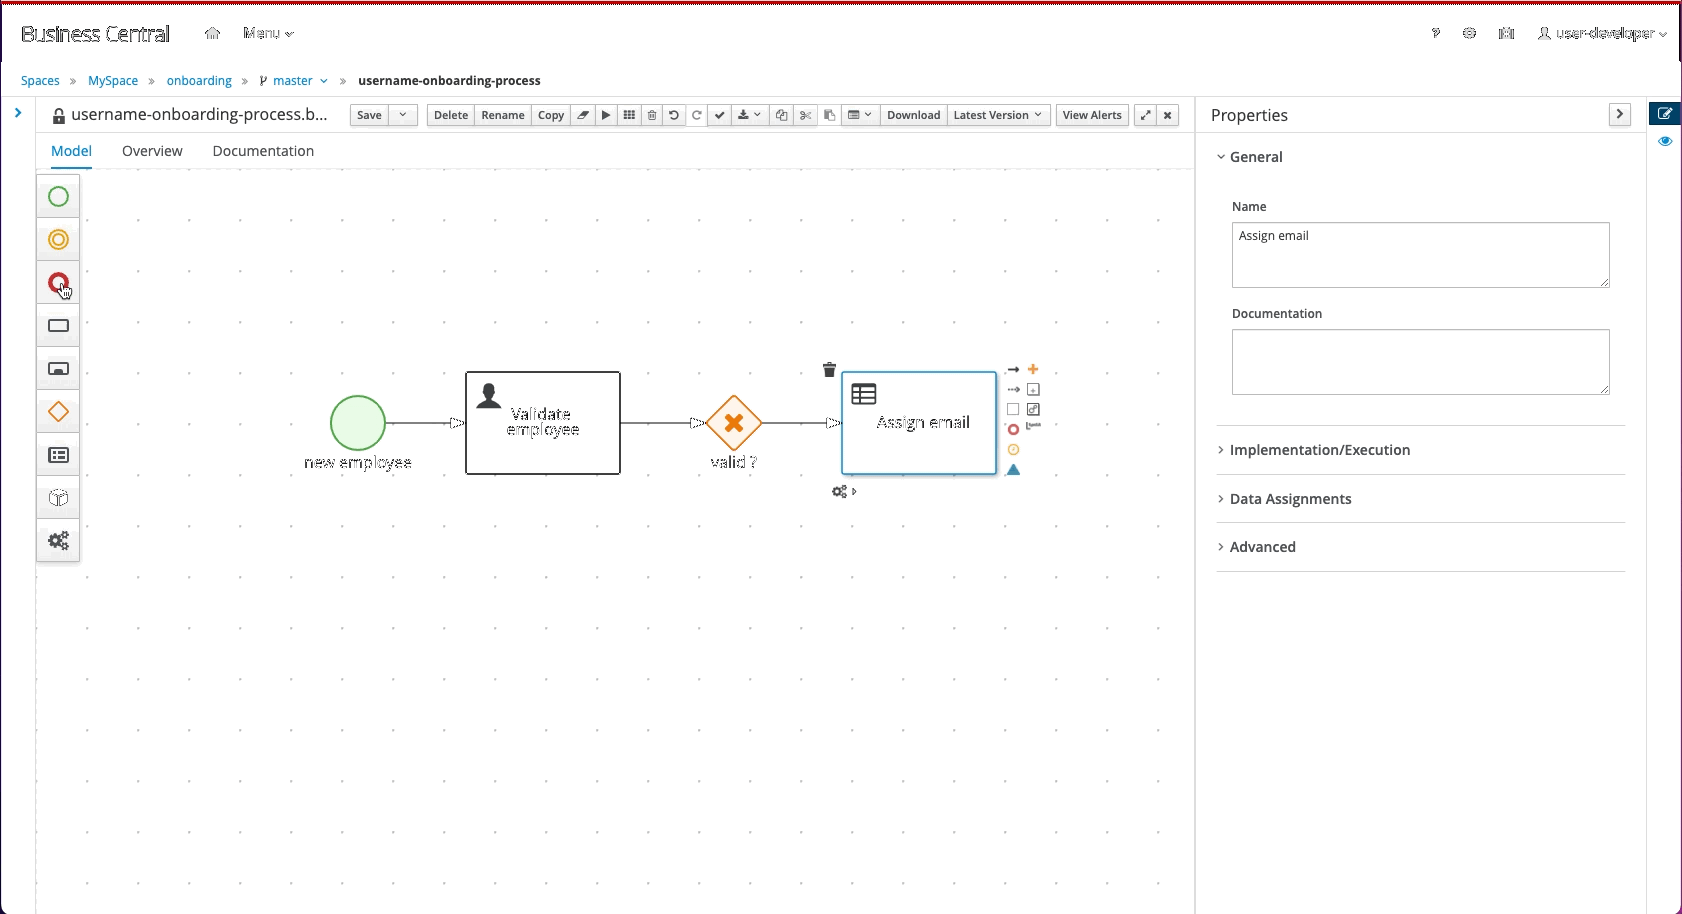 Business Central
Menu
?
user-developer
Spaces » MySpace » onboarding » master » username-onboarding-process
username-onboarding-process.b...
Save
Delete
Rename
Copy
Download
Latest Version
View Alerts
Model
Overview
Documentation
new employee
Validate
employee
valid ?
Assign email
Properties
General
Name
Assign email
Documentation
Implementation/Execution
Data Assignments
Advanced